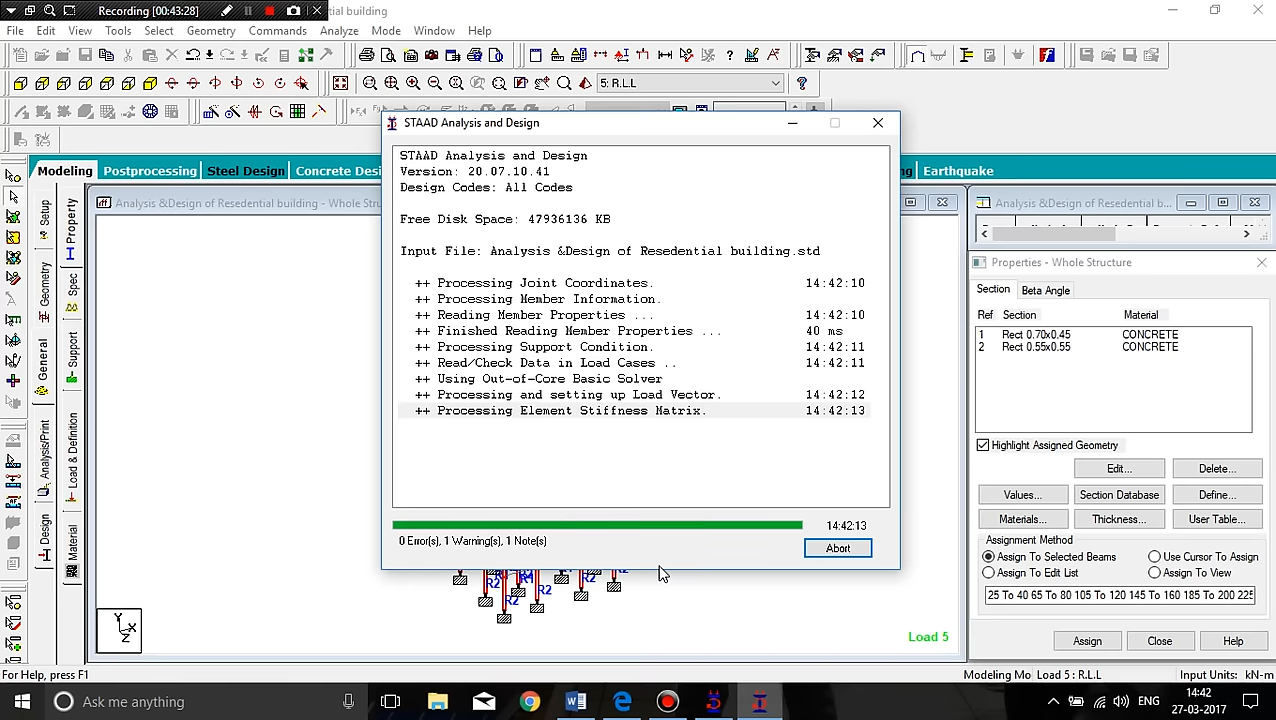 Recording [00:43:28]
ential building
File Edit View Tools Select Geometry Commands Analyze Mode Window Help
5: R.L.L
Modeling Postprocessing Steel Design Concrete Desi Earthquake
Analysis &Design of Resedential building - Whole Stru
Analysis &Design of Resedential b...
STAAD Analysis and Design
STAAD Analysis and Design
Version: 20.07.10.41
Design Codes: All Codes
Free Disk Space: 47936136 KB
Input File: Analysis &Design of Resedential building.std
++ Processing Joint Coordinates. 14:42:10
++ Processing Member Information.
++ Reading Member Properties ... 14:42:10
++ Finished Reading Member Properties ... 40 ms
++ Processing Support Condition. 14:42:11
++ Read/Check Data in Load Cases .. 14:42:11
++ Using Out-of-Core Basic Solver
++ Processing and setting up Load Vector. 14:42:12
++ Processing Element Stiffness Matrix. 14:42:13
14:42:13
0 Error(s), 1 Warning(s), 1 Note(s)
Abort
Setup
Geometry
General
Analysis/Print
Design
Property
Spec
Support
Load & Definition
Material
R2
R2
R2
R2
R2
Y
X
Z
Load 5
Properties - Whole Structure
Section Beta Angle
Ref Section Material
1 Rect 0.70x0.45 CONCRETE
2 Rect 0.55x0.55 CONCRETE
Highlight Assigned Geometry
Edit... Delete...
Values... Section Database Define...
Materials... Thickness... User Table...
Assignment Method
Assign To Selected Beams Use Cursor To Assign
Assign To Edit List Assign To View
25 To 40 65 To 80 105 To 120 145 To 160 185 To 200 225
Assign Close Help
For Help, press F1
Modeling Mo Load 5 : R.L.L Input Units: kN-m
Ask me anything
ENG
14:42
27-03-2017